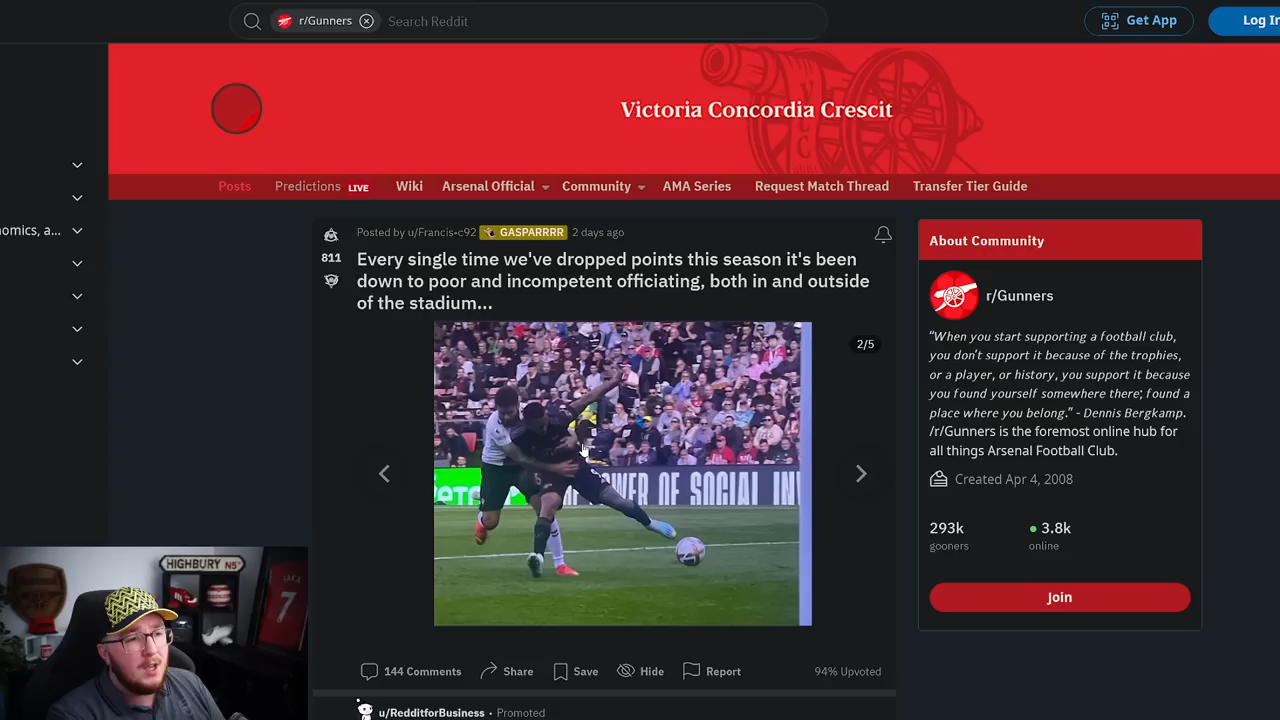 r/Gunners
Search Reddit
Get App
Log In
Victoria Concordia Crescit
Posts
Predictions LIVE
Wiki
Arsenal Official
Community
AMA Series
Request Match Thread
Transfer Tier Guide
omics, a...
Posted by u/Francis-c92 GASPARRRR 2 days ago
811
Every single time we've dropped points this season it's been
down to poor and incompetent officiating, both in and outside
of the stadium...
2/5
POWER OF SOCIAL IN
144 Comments
Share
Save
Hide
Report
94% Upvoted
u/RedditforBusiness • Promoted
About Community
r/Gunners
“When you start supporting a football club,
you don't support it because of the trophies,
or a player, or history, you support it because
you found yourself somewhere there; found a
place where you belong.” - Dennis Bergkamp.
/r/Gunners is the foremost online hub for
all things Arsenal Football Club.
Created Apr 4, 2008
293k
gooners
3.8k
online
Join
HIGHBURY N5
SAKA
7